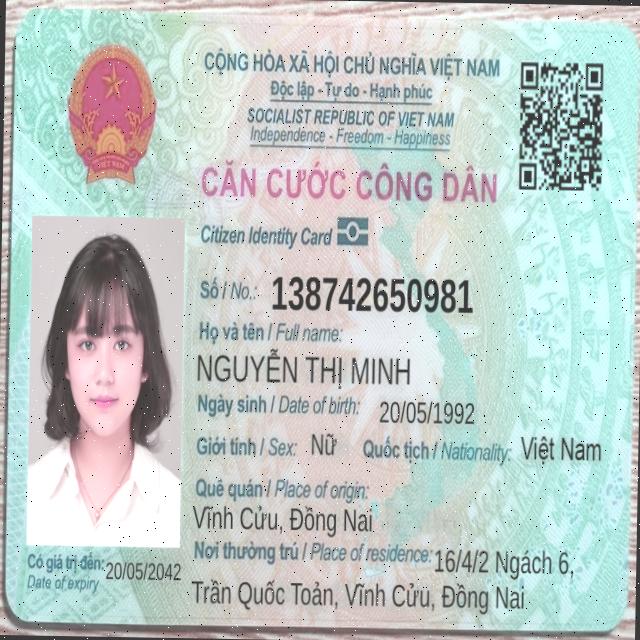 CỘNG HÒA XÃ HỘI CHỦ NGHĨA VIỆT NAM
Độc lập - Tự do - Hạnh phúc
SOCIALIST REPUBLIC OF VIET NAM
Independence - Freedom - Happiness
CĂN CƯỚC CÔNG DÂN
Citizen Identity Card
Số / No.: 138742650981
Họ và tên / Full name:
NGUYỄN THỊ MINH
Ngày sinh / Date of birth: 20/05/1992
Giới tính / Sex: Nữ Quốc tịch / Nationality: Việt Nam
Quê quán / Place of origin:
Vĩnh Cửu, Đồng Nai
Nơi thường trú / Place of residence: 16/4/2 Ngách 6,
Trần Quốc Toản, Vĩnh Cửu, Đồng Nai
Có giá trị đến: 20/05/2042
Date of expiry
VIỆT NAM